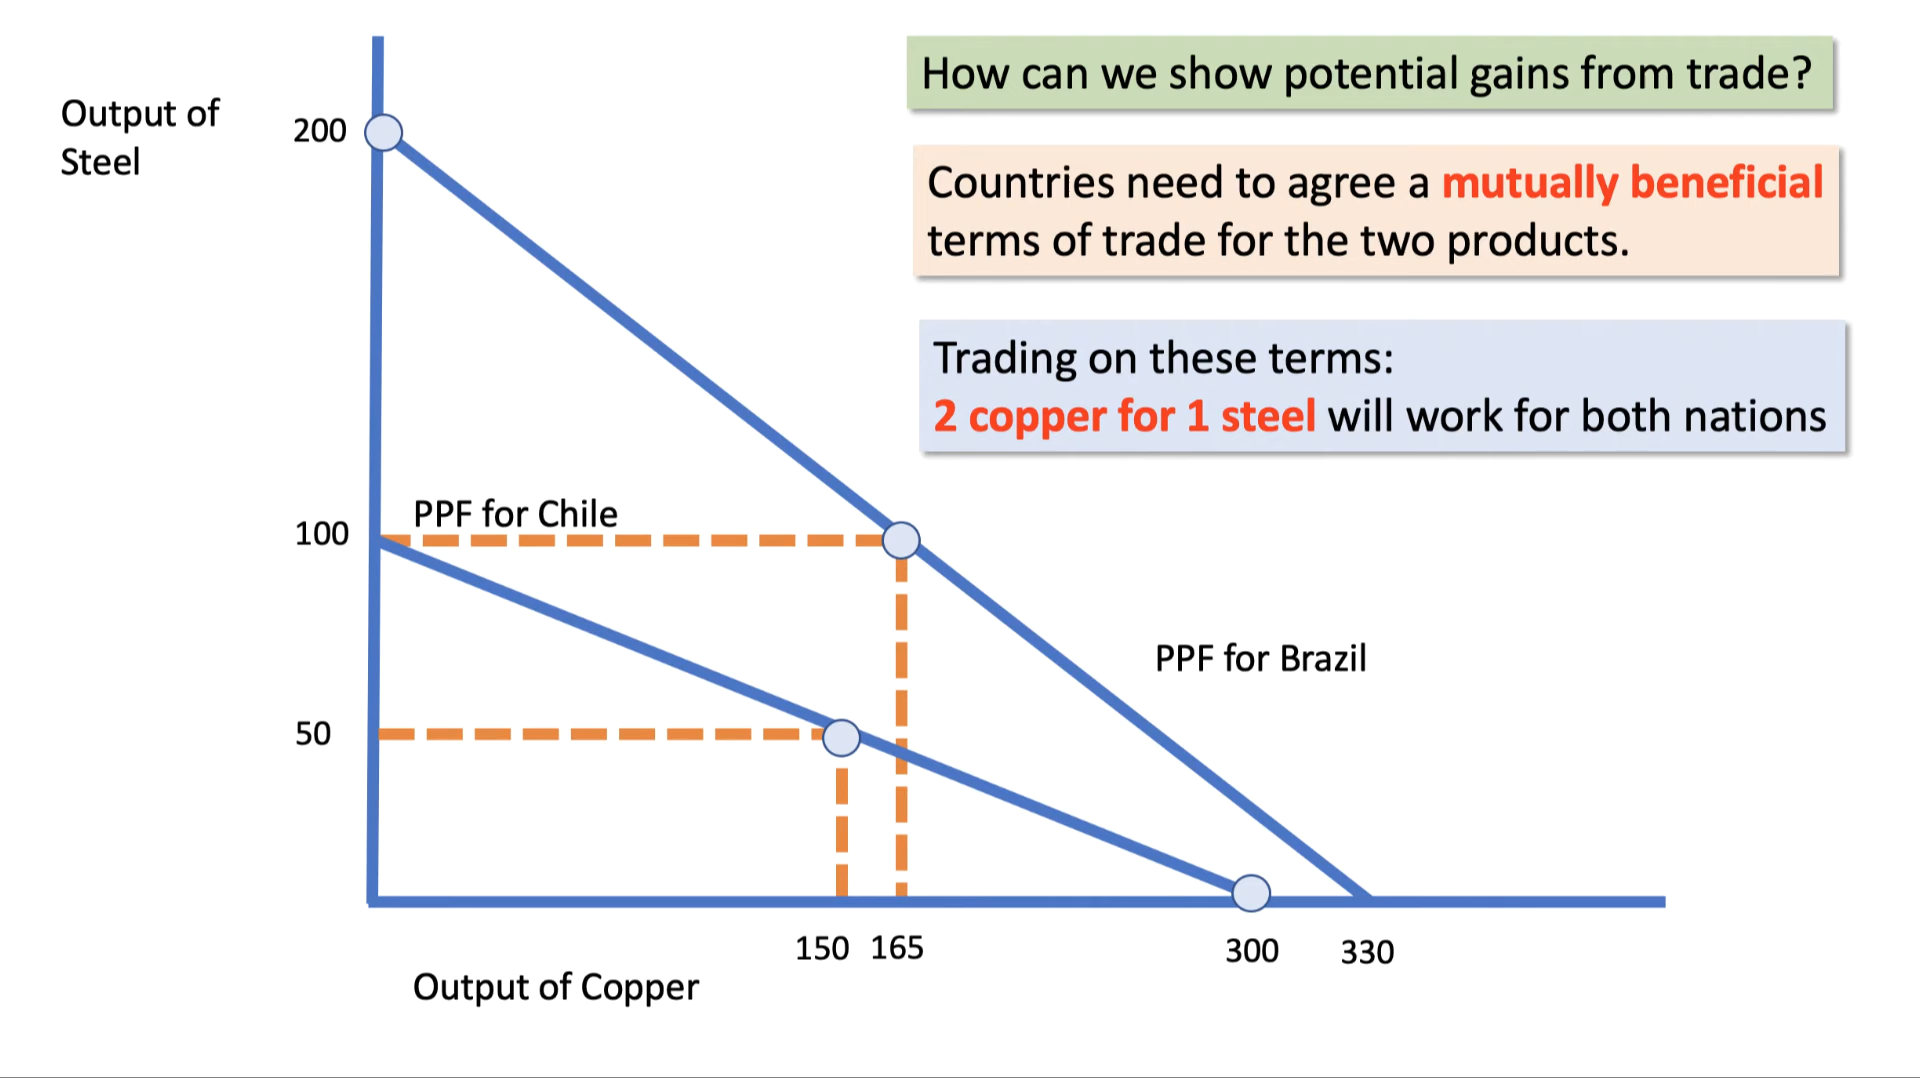 How can we show potential gains from trade?
Output of
Steel
200
Countries need to agree a mutually beneficial
terms of trade for the two products.
Trading on these terms:
2 copper for 1 steel will work for both nations
PPF for Chile
100
PPF for Brazil
50
150
165
300
330
Output of Copper